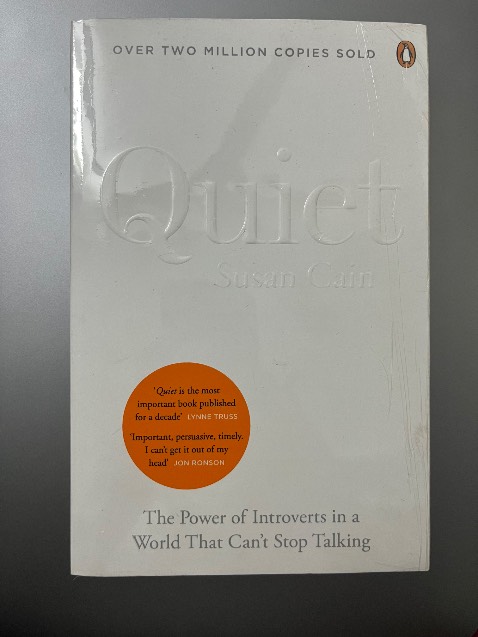 OVER TWO MILLION COPIES SOLD
Quiet
Susan Cain
'Quiet is the most
important book published
for a decade' LYNNE TRUSS
'Important, persuasive, timely.
I can't get it out of my
head' JON RONSON
The Power of Introverts in a
World That Can't Stop Talking